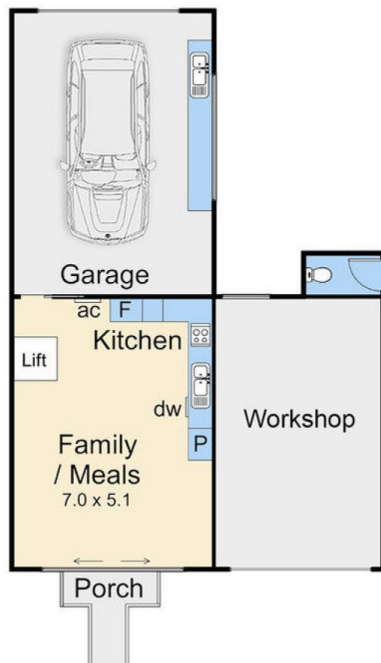 Garage
ac
F
Kitchen
Lift
dw
P
Family
/ Meals
7.0 x 5.1
Workshop
Porch